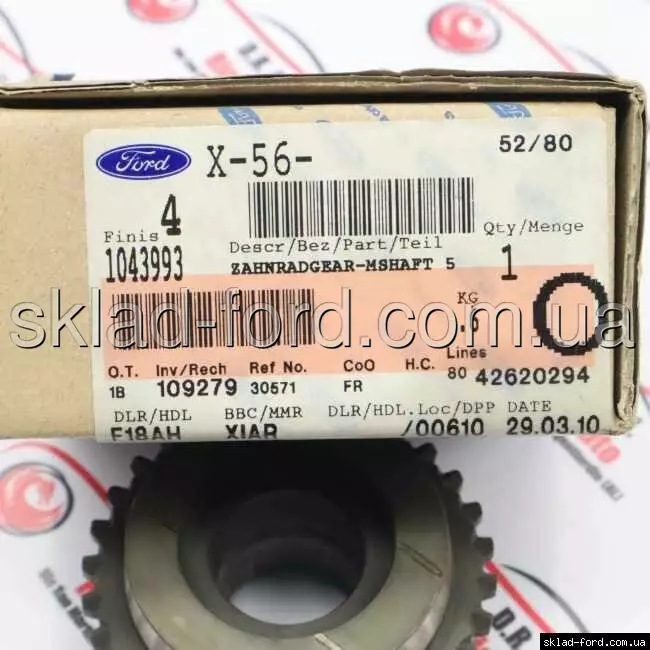 Ford X-56- 52/80
4
Finis Descr/Bez/Part/Teil Qty/Menge
1043993 ZAHNRADGEAR-MSHAFT 5 1
KG
sklad-ford.com.ua
Lines
O.T. Inv/Rech Ref No. CoO H.C. 80 42620294
1B 109279 30571 FR
DLR/HDL BBC/MMR DLR/HDL.Loc/DPP DATE
F18AH XIAR /00610 29.03.10
D.R.
sklad-ford.com.ua